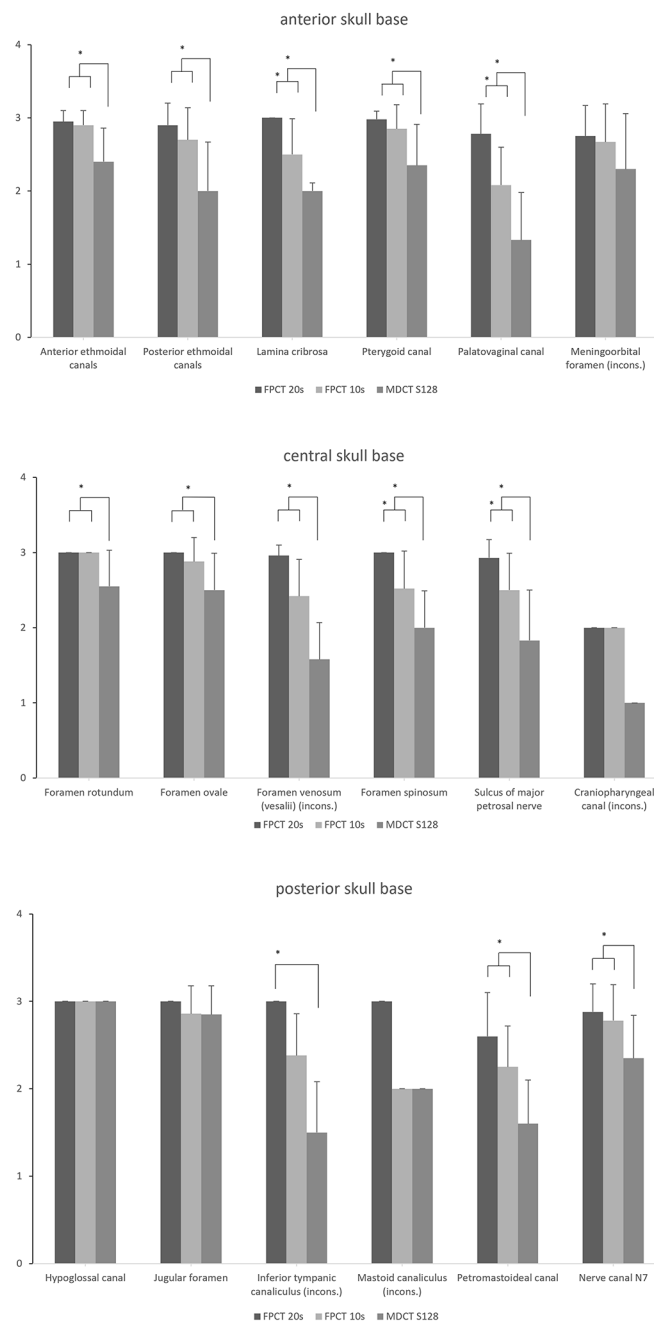 anterior skull base
4
3
2
1
0
* * * * * * * *
Anterior ethmoidal canals
Posterior ethmoidal canals
Lamina cribrosa
Pterygoid canal
Palatovaginal canal
Meningoorbital foramen (incons.)
FPCT 20s FPCT 10s MDCT S128
central skull base
4
3
2
1
0
* * * * * * *
Foramen rotundum
Foramen ovale
Foramen venosum (vesalii) (incons.)
Foramen spinosum
Sulcus of major petrosal nerve
Craniopharyngeal canal (incons.)
FPCT 20s FPCT 10s MDCT S128
posterior skull base
4
3
2
1
0
* * *
Hypoglossal canal
Jugular foramen
Inferior tympanic canaliculus (incons.)
Mastoid canaliculus (incons.)
Petromastoideal canal
Nerve canal N7
FPCT 20s FPCT 10s MDCT S128